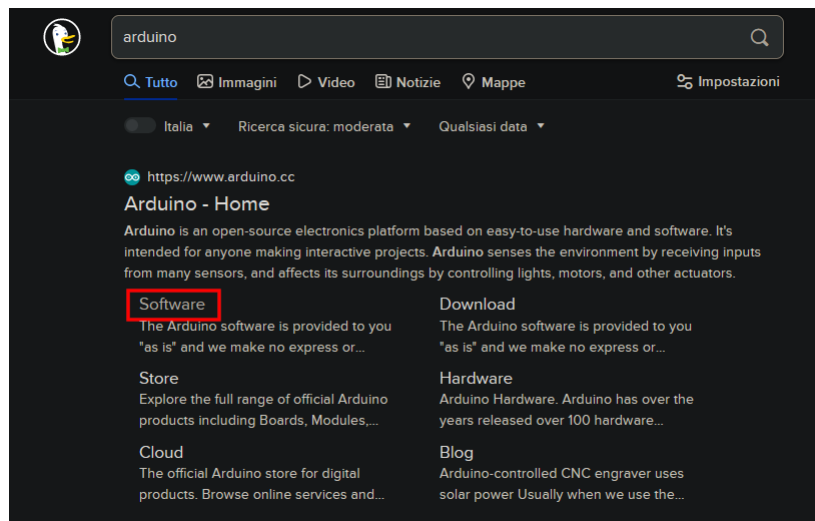 arduino
Tutto Immagini Video Notizie Mappe Impostazioni
Italia Ricerca sicura: moderata Qualsiasi data
https://www.arduino.cc
Arduino - Home
Arduino is an open-source electronics platform based on easy-to-use hardware and software. It's
intended for anyone making interactive projects. Arduino senses the environment by receiving inputs
from many sensors, and affects its surroundings by controlling lights, motors, and other actuators.
Software
The Arduino software is provided to you
"as is" and we make no express or...
Download
The Arduino software is provided to you
"as is" and we make no express or...
Store
Explore the full range of official Arduino
products including Boards, Modules,...
Hardware
Arduino Hardware. Arduino has over the
years released over 100 hardware...
Cloud
The official Arduino store for digital
products. Browse online services and...
Blog
Arduino-controlled CNC engraver uses
solar power Usually when we use the...